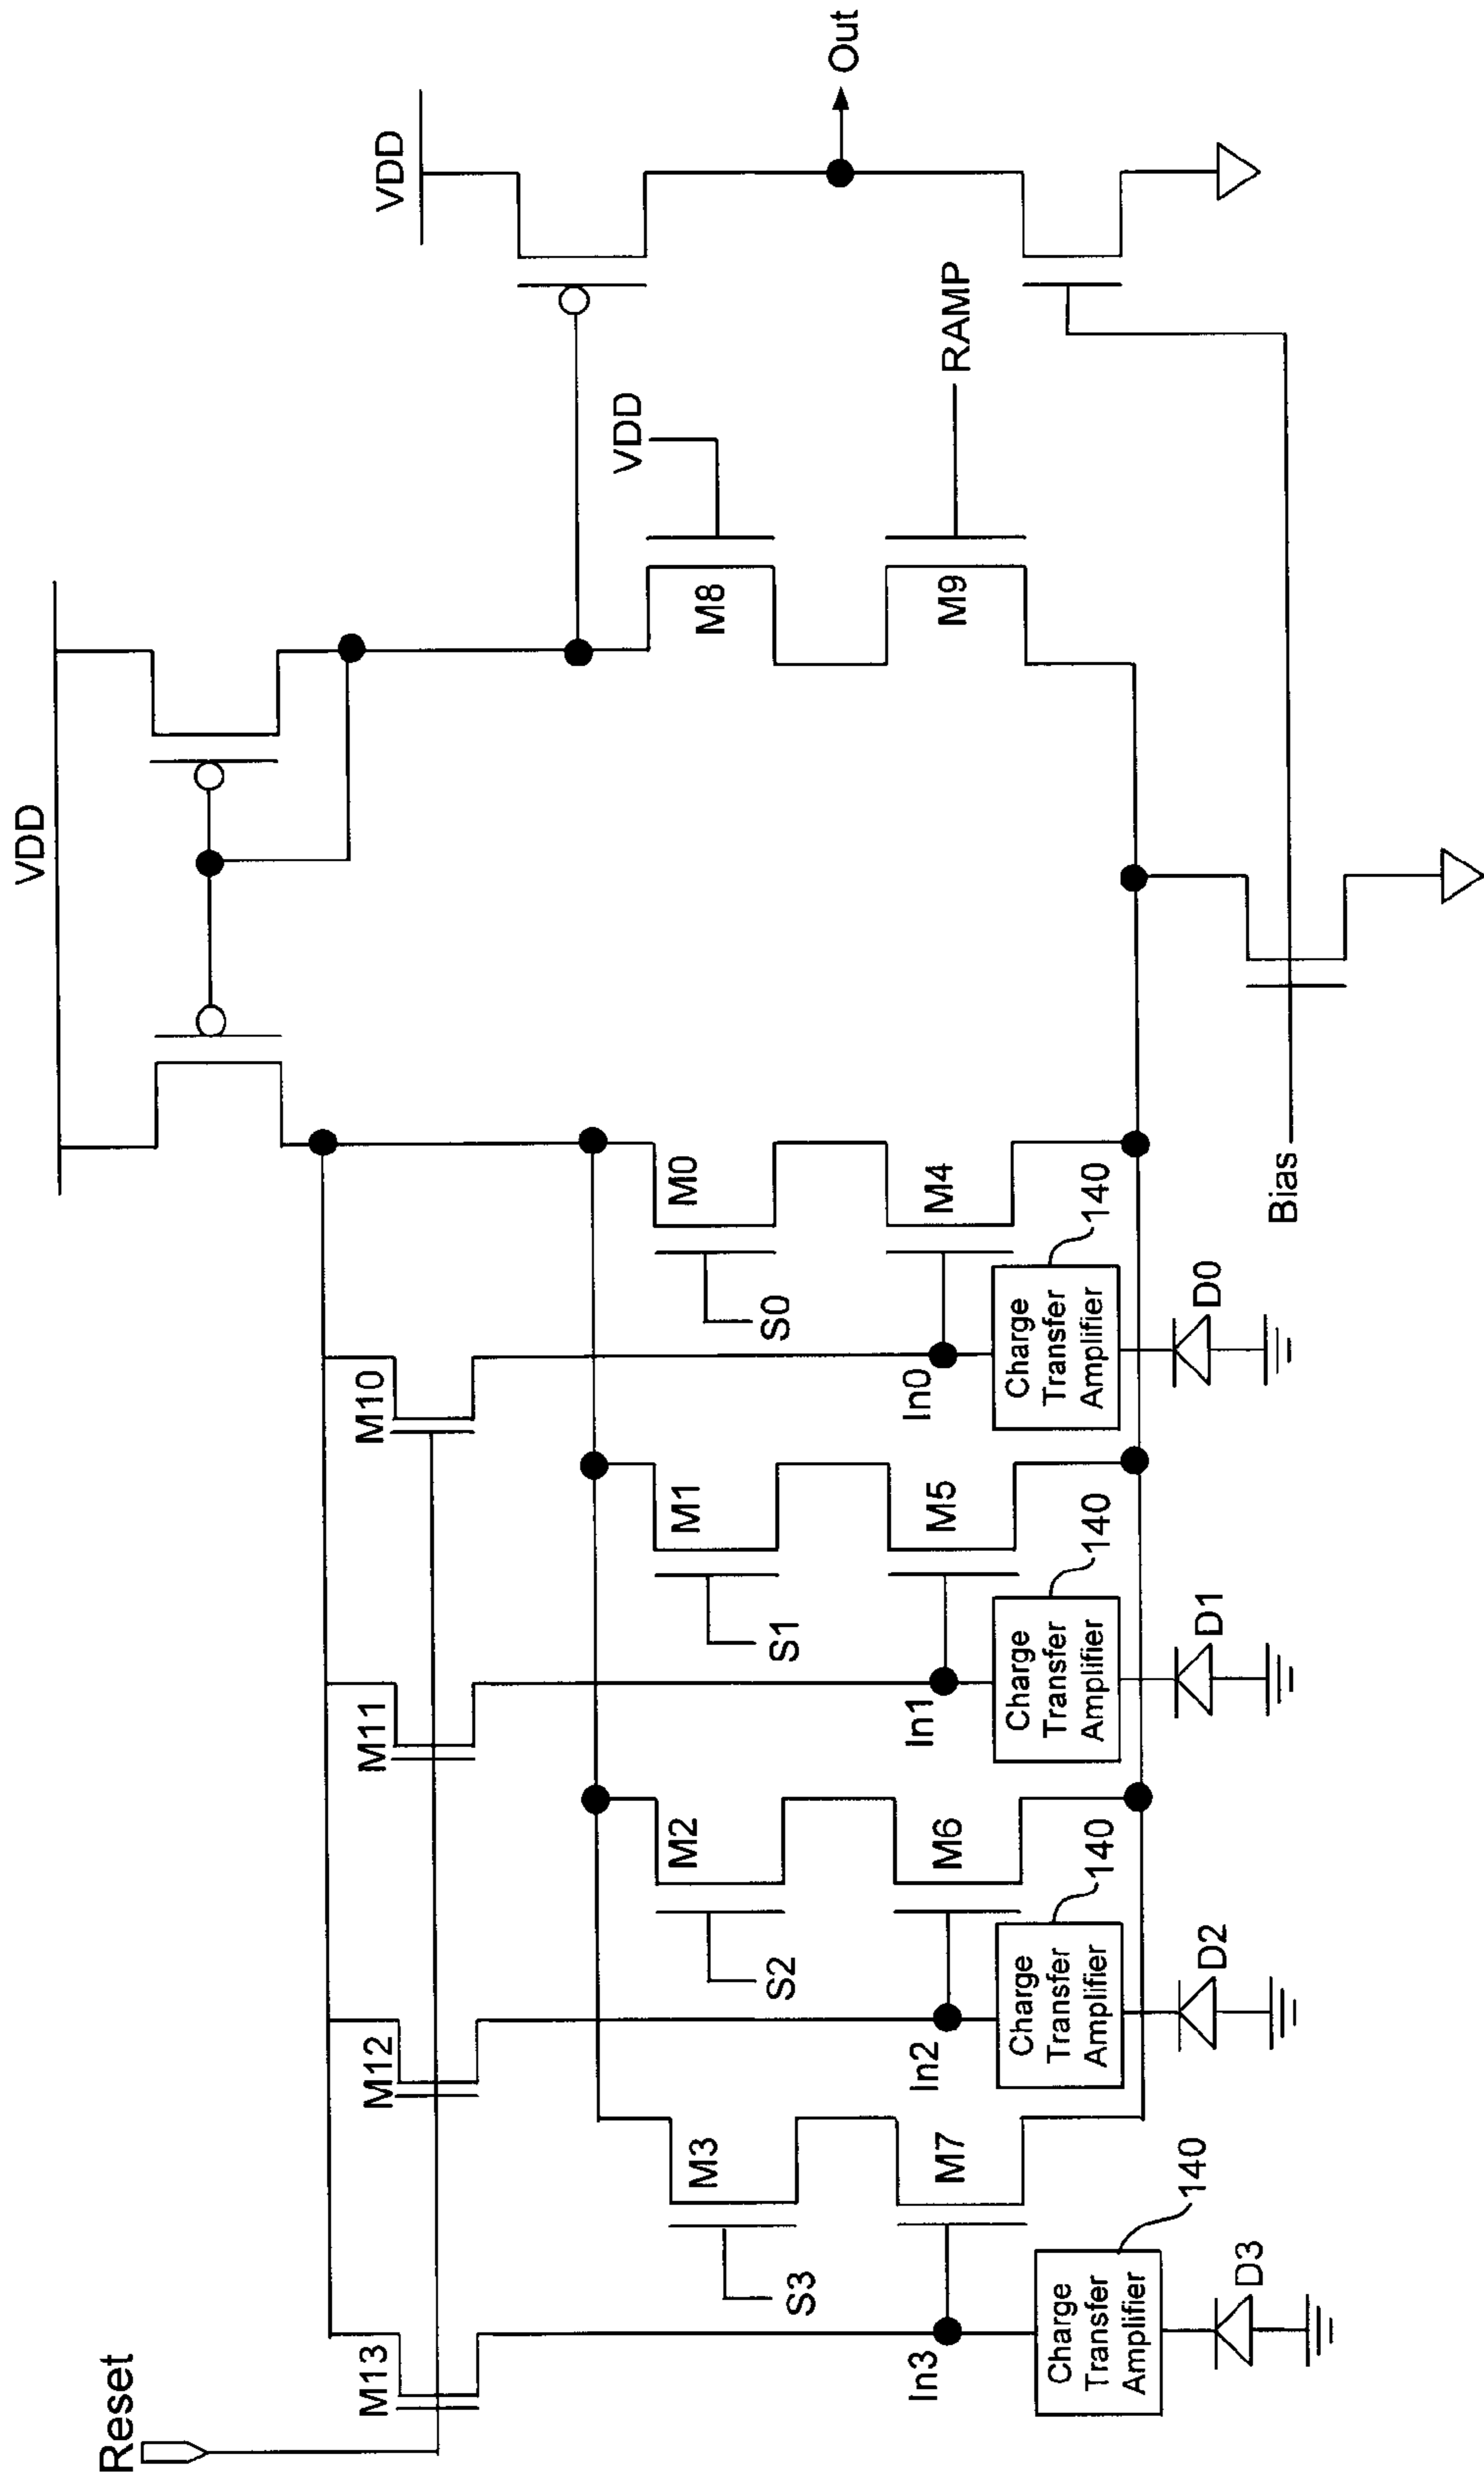 Reset
VDD
VDD
M13
M12
M11
M10
VDD
RAMP
Out
M3
M2
M1
M0
M8
S3
S2
S1
S0
M7
M6
M5
M4
M9
In3
In2
In1
In0
Charge
Transfer
Amplifier
140
Charge
Transfer
Amplifier
140
Charge
Transfer
Amplifier
140
Charge
Transfer
Amplifier
140
D3
D2
D1
D0
Bias